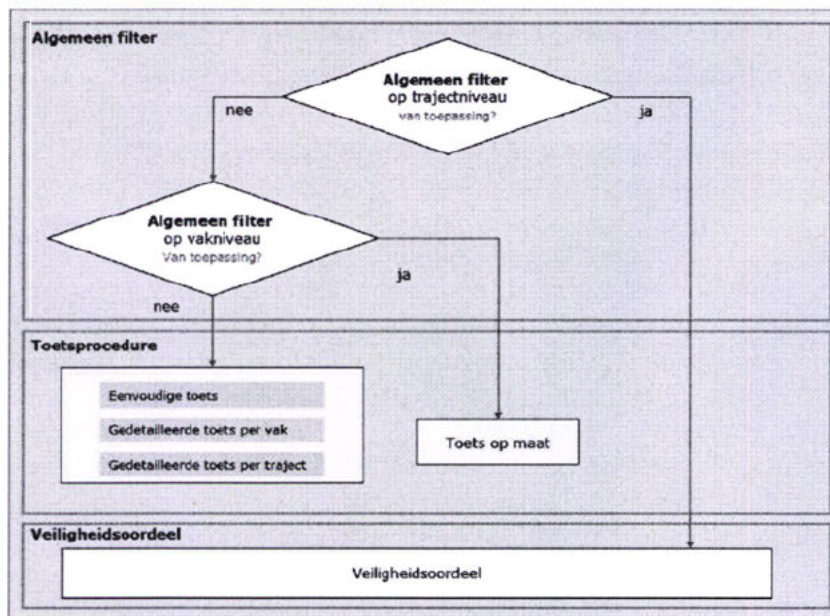 Algemeen filter
Algemeen filter
op trajectniveau
van toepassing?
nee
ja
Algemeen filter
op vakniveau
Van toepassing?
ja
nee
Toetsprocedure
Eenvoudige toets
Gedetailleerde toets per vak
Gedetailleerde toets per traject
Toets op maat
Veiligheidsoordeel
Veiligheidsoordeel